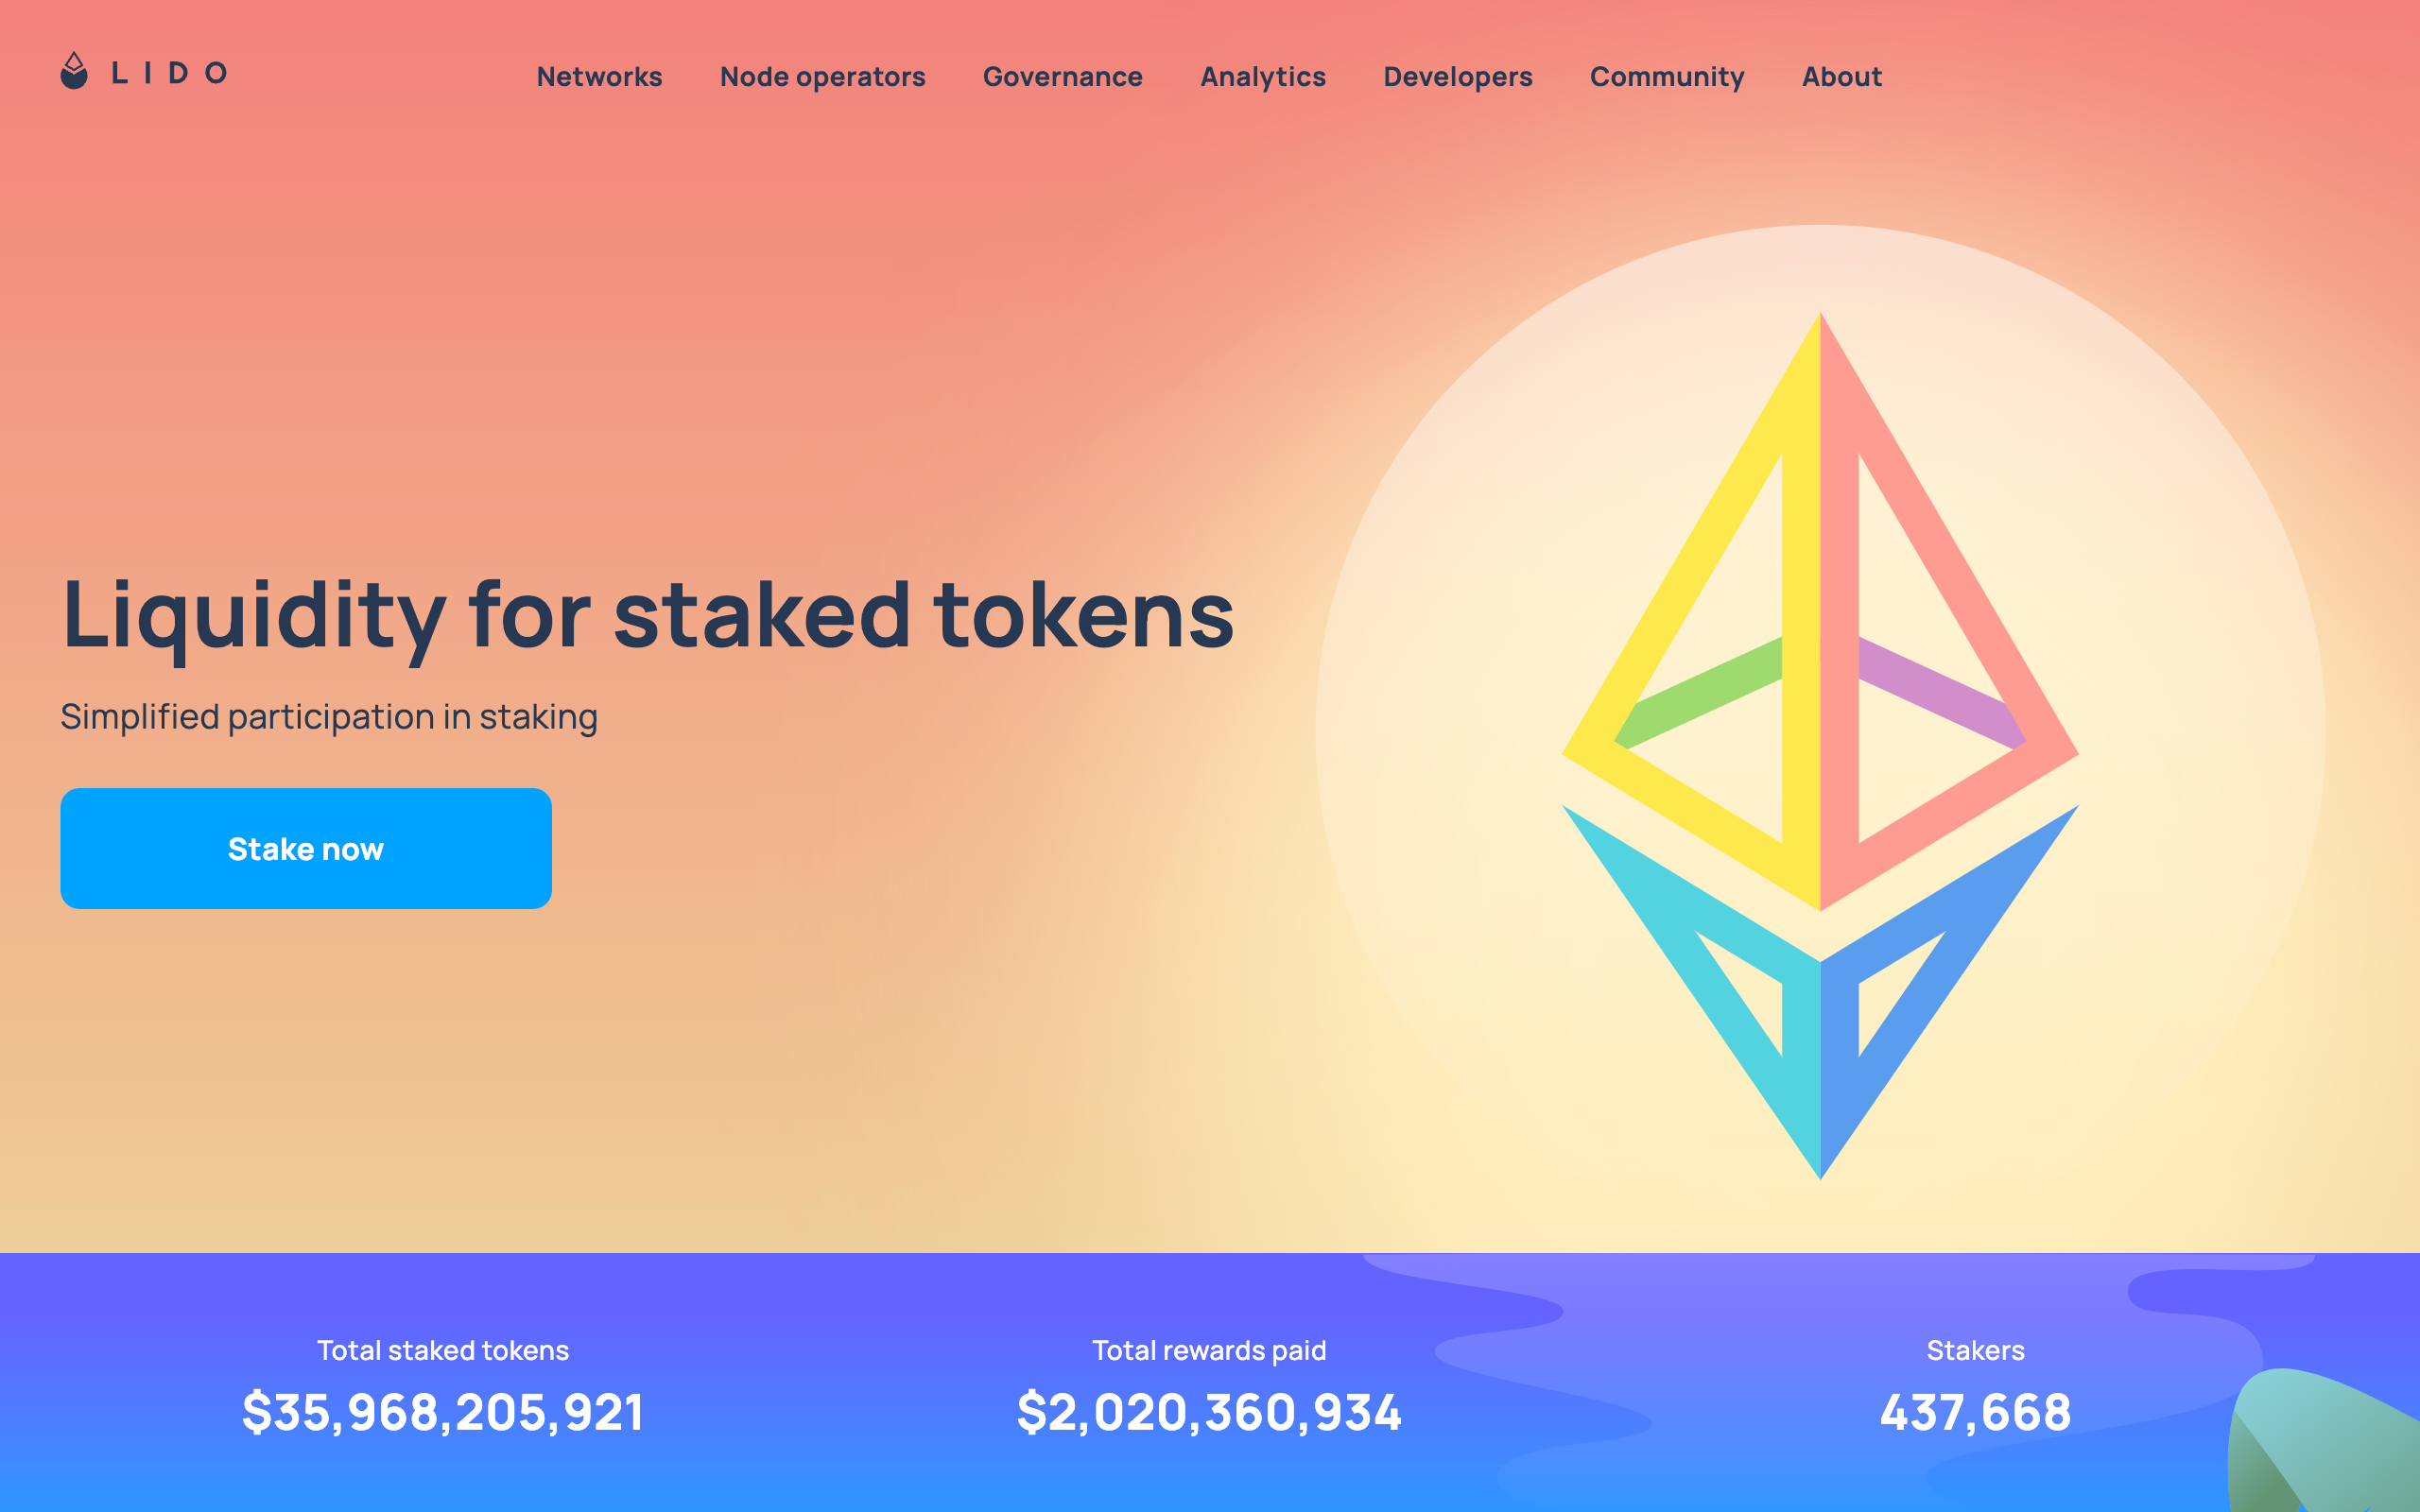 LIDO
Networks Node operators Governance Analytics Developers Community About
Liquidity for staked tokens
Simplified participation in staking
Stake now
Total staked tokens Total rewards paid Stakers
$35,968,205,921 $2,020,360,934 437,668